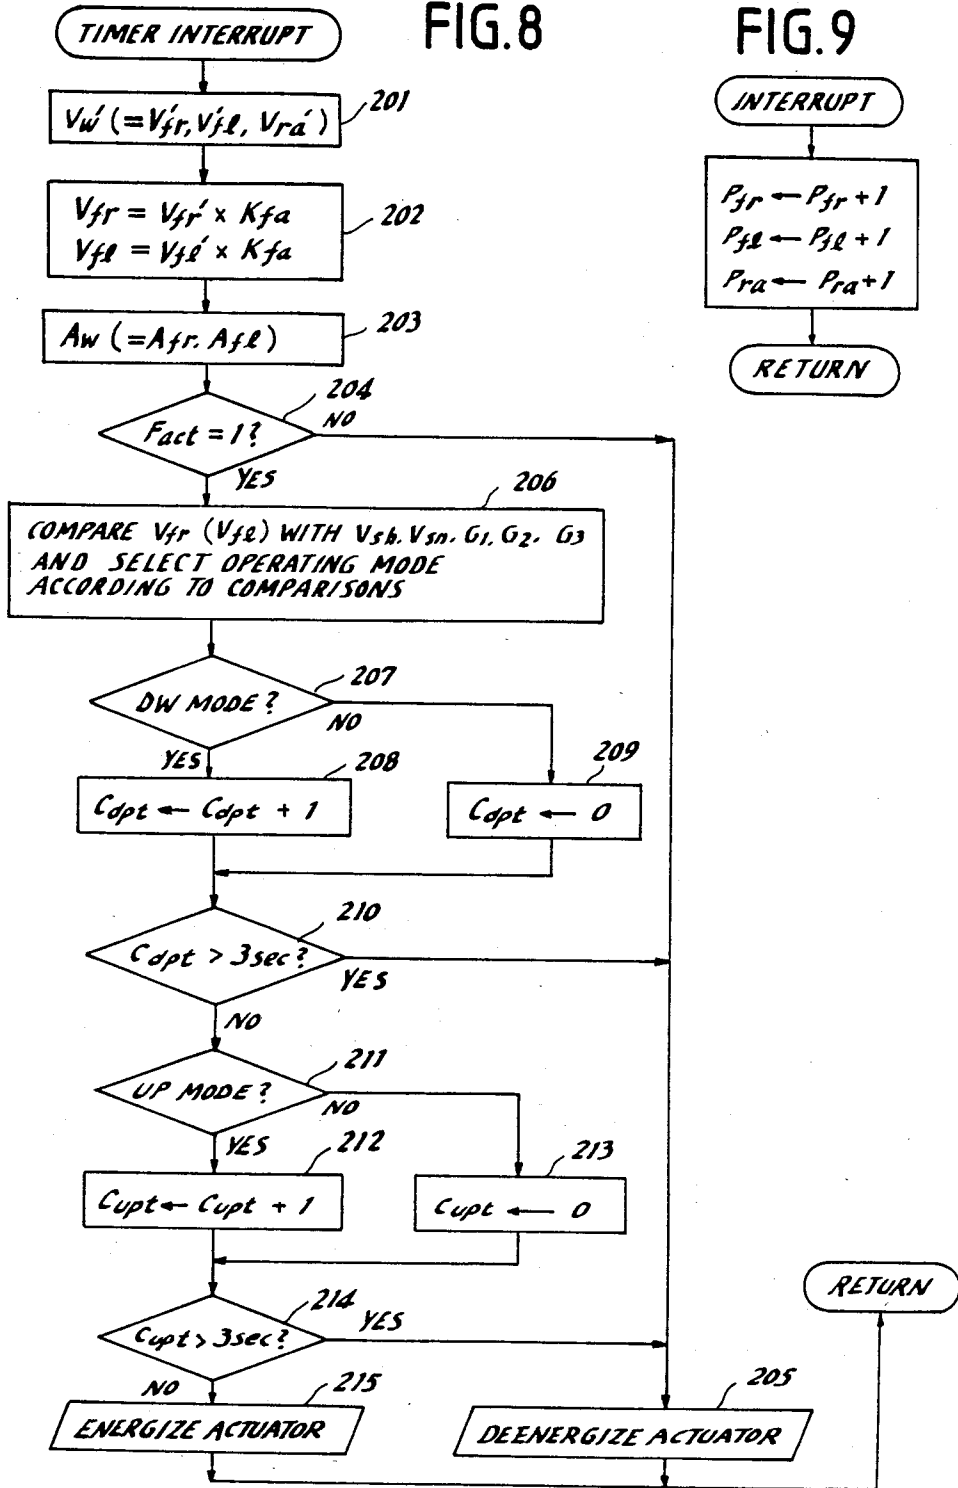 FIG.8
TIMER INTERRUPT
Vw' (=V'fr, V'fl, Vra')
201
Vfr = Vfr' × Kfa
Vfl = Vfl' × Kfa
202
Aw (=Afr. Afl)
203
Fact = 1?
204
NO
YES
206
COMPARE Vfr (Vfl) WITH Vsh. Vsn. G1, G2. G3
AND SELECT OPERATING MODE
ACCORDING TO COMPARISONS
DW MODE?
207
NO
YES
208
Cdpt ← Cdpt + 1
209
Cdpt ← 0
210
Cdpt > 3sec?
YES
NO
211
UP MODE?
NO
YES
212
Cupt ← Cupt + 1
213
Cupt ← 0
214
Cupt > 3sec?
YES
NO
215
ENERGIZE ACTUATOR
205
DEENERGIZE ACTUATOR
RETURN
FIG.9
INTERRUPT
Pfr ← Pfr + 1
Pfl ← Pfl + 1
Pra ← Pra + 1
RETURN